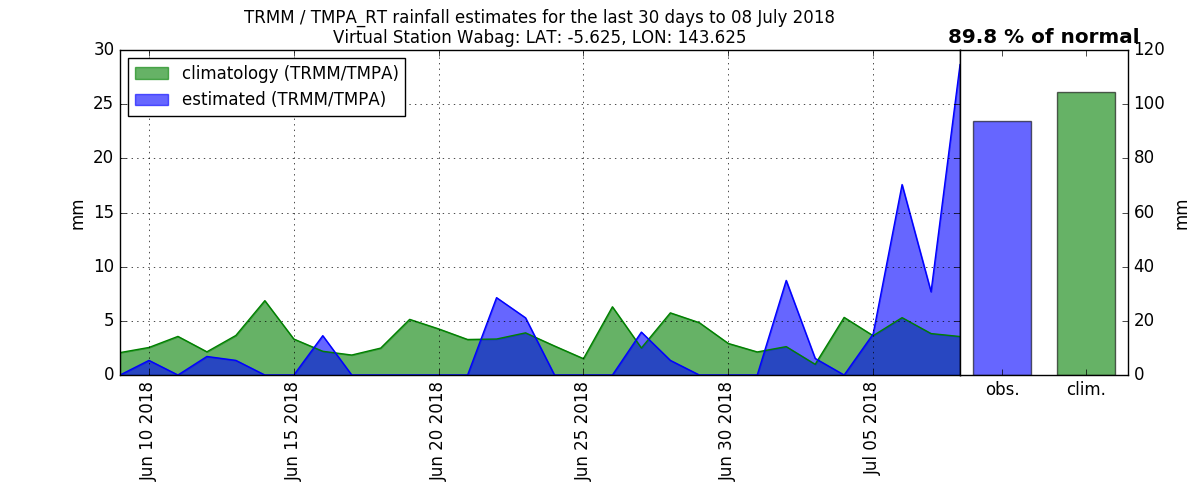 TRMM / TMPA_RT rainfall estimates for the last 30 days to 08 July 2018
Virtual Station Wabag: LAT: -5.625, LON: 143.625
89.8 % of normal
climatology (TRMM/TMPA)
estimated (TRMM/TMPA)
mm
30
25
20
15
10
5
0
Jun 10 2018
Jun 15 2018
Jun 20 2018
Jun 25 2018
Jun 30 2018
Jul 05 2018
obs.
clim.
120
100
80
60
40
20
0
mm